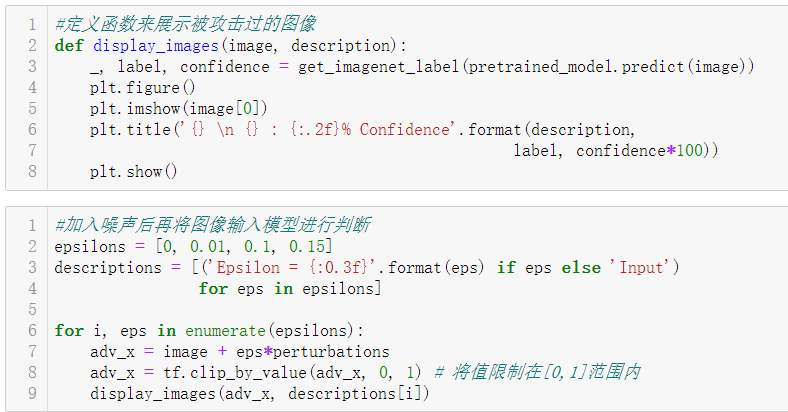 1 #定义函数来展示被攻击过的图像
2 def display_images(image, description):
3     _, label, confidence = get_imagenet_label(pretrained_model.predict(image))
4     plt.figure()
5     plt.imshow(image[0])
6     plt.title('{} \n {} : {:.2f}% Confidence'.format(description,
7                                                      label, confidence*100))
8     plt.show()
1 #加入噪声后再将图像输入模型进行判断
2 epsilons = [0, 0.01, 0.1, 0.15]
3 descriptions = [('Epsilon = {:0.3f}'.format(eps) if eps else 'Input')
4                 for eps in epsilons]
5
6 for i, eps in enumerate(epsilons):
7     adv_x = image + eps*perturbations
8     adv_x = tf.clip_by_value(adv_x, 0, 1) # 将值限制在[0,1]范围内
9     display_images(adv_x, descriptions[i])